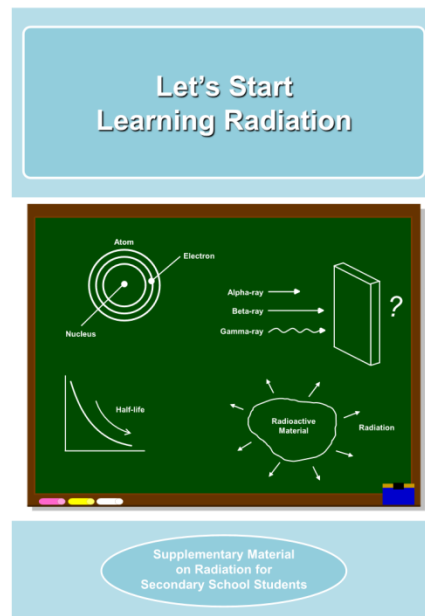 Let's Start
Learning Radiation
Atom
Electron
Nucleus
Alpha-ray
Beta-ray
Gamma-ray
?
Half-life
Radioactive
Material
Radiation
Supplementary Material
on Radiation for
Secondary School Students